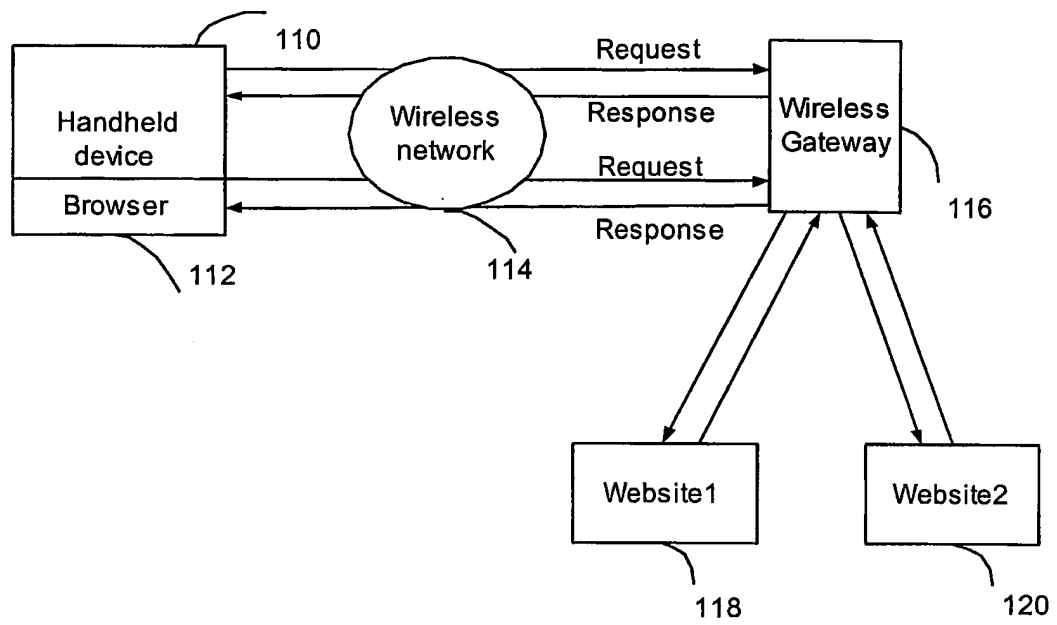 110
Request
Response
Handheld
device
Wireless
network
Wireless
Gateway
Request
Browser
Response
116
112
114
Website1
Website2
118
120